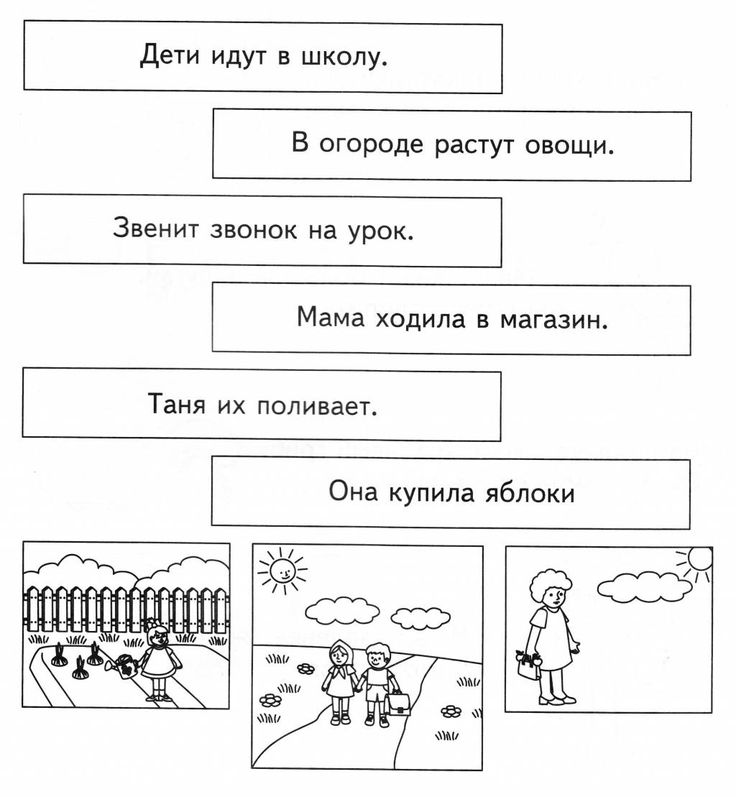 Дети идут в школу.
В огороде растут овощи.
Звенит звонок на урок.
Мама ходила в магазин.
Таня их поливает.
Она купила яблоки